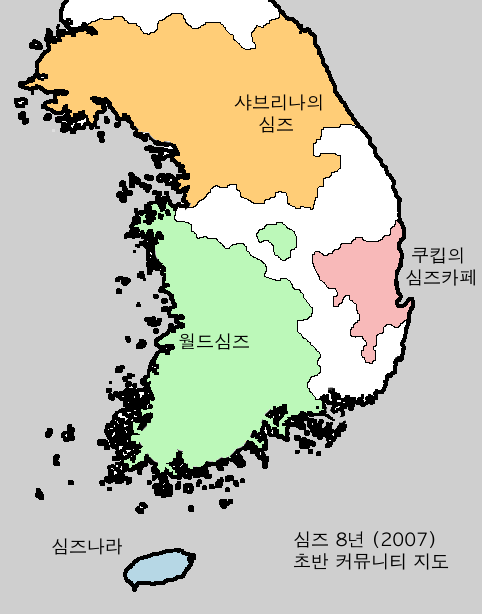 샤브리나의
심즈
쿠킵의
심즈카페
월드심즈
심즈나라
심즈 8년 (2007)
초반 커뮤니티 지도